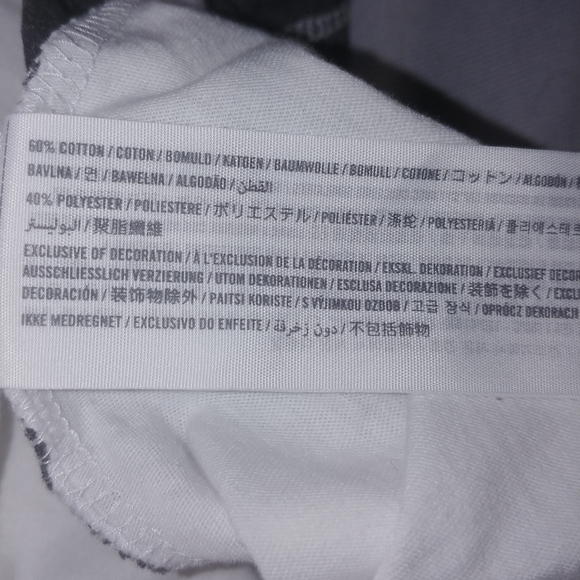 60% COTTON / COTON / BOMULD / KATOEN / BAUMWOLLE / BOMULL / COTONE / コットン / ALGODÓN /
BAVLNA / 면 / BAWEŁNA / ALGODÃO / القطن
40% POLYESTER / POLIESTERE / ポリエステル / POLIÉSTER / 涤纶 / POLYESTERIÄ / 폴리에스테르
البوليستر / 聚脂纖維
EXCLUSIVE OF DECORATION / À L'EXCLUSION DE LA DÉCORATION / EKSKL. DEKORATION / EXCLUSIEF DECOR
AUSSCHLIESSLICH VERZIERUNG / UTOM DEKORATIONEN / ESCLUSA DECORAZIONE / 装飾を除く / EXCLU
DECORACIÓN / 装饰物除外 / PAITSI KORISTE / S VÝJIMKOU OZDOB / 고급 장식 / OPRÓCZ DEKORACJI
IKKE MEDREGNET / EXCLUSIVO DO ENFEITE / دون زخرفة / 不包括飾物